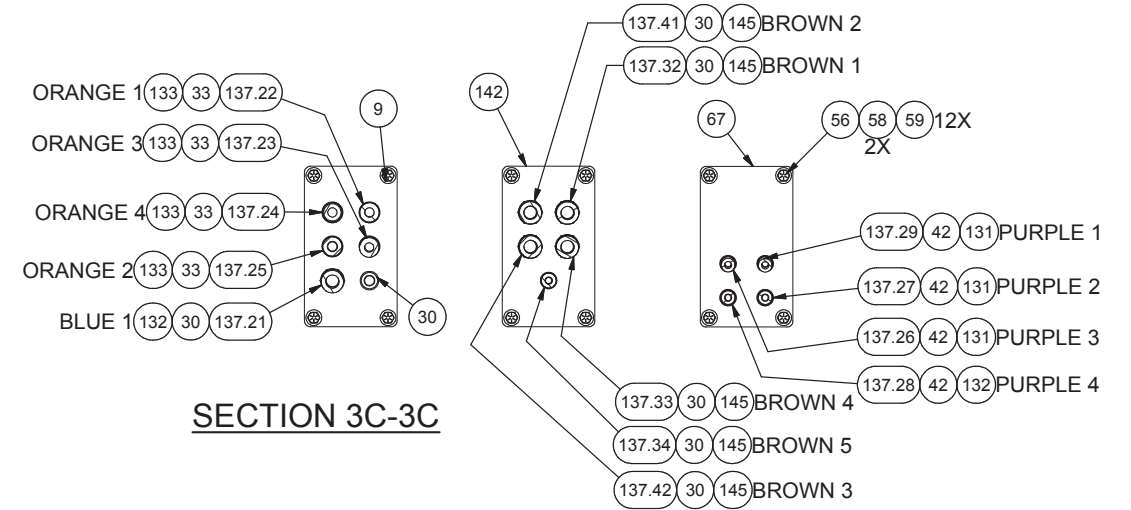 137.41 30 145 BROWN 2
137.32 30 145 BROWN 1
ORANGE 1 133 33 137.22
9
142
67
56 58 59 12X
2X
ORANGE 3 133 33 137.23
ORANGE 4 133 33 137.24
137.29 42 131 PURPLE 1
ORANGE 2 133 33 137.25
137.27 42 131 PURPLE 2
BLUE 1 132 30 137.21
30
137.26 42 131 PURPLE 3
137.28 42 132 PURPLE 4
137.33 30 145 BROWN 4
SECTION 3C-3C
137.34 30 145 BROWN 5
137.42 30 145 BROWN 3